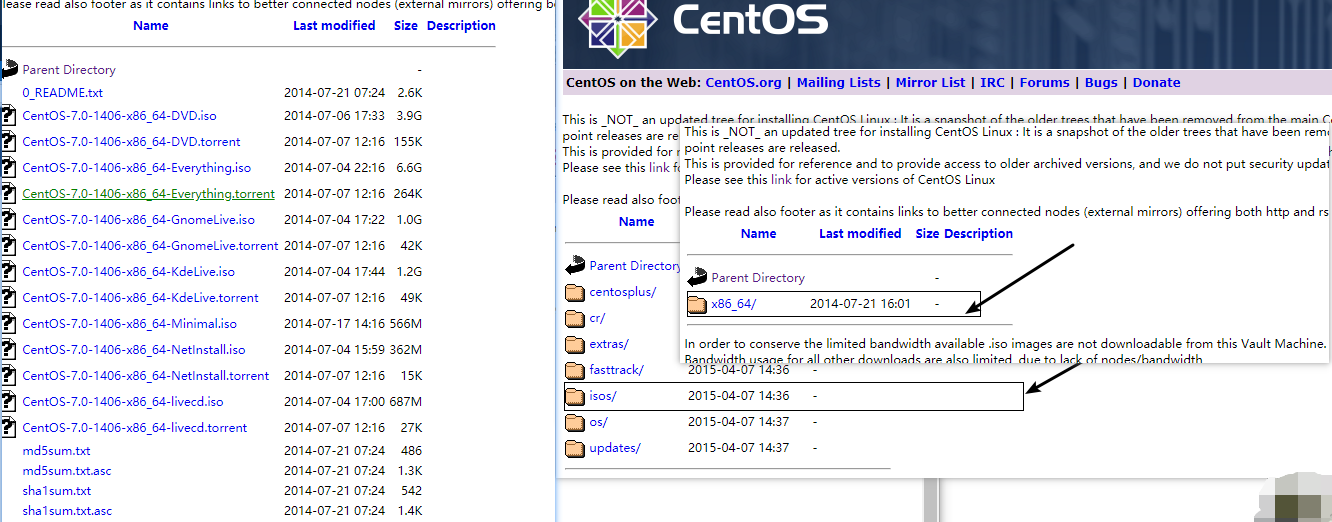 Please read also footer as it contains links to better connected nodes (external mirrors) offering
Name Last modified Size Description
Parent Directory -
0_README.txt 2014-07-21 07:24 2.6K
CentOS-7.0-1406-x86_64-DVD.iso 2014-07-06 17:33 3.9G
CentOS-7.0-1406-x86_64-DVD.torrent 2014-07-07 12:16 155K
CentOS-7.0-1406-x86_64-Everything.iso 2014-07-04 22:16 6.6G
CentOS-7.0-1406-x86_64-Everything.torrent 2014-07-07 12:16 264K
CentOS-7.0-1406-x86_64-GnomeLive.iso 2014-07-04 17:22 1.0G
CentOS-7.0-1406-x86_64-GnomeLive.torrent 2014-07-07 12:16 42K
CentOS-7.0-1406-x86_64-KdeLive.iso 2014-07-04 17:44 1.2G
CentOS-7.0-1406-x86_64-KdeLive.torrent 2014-07-07 12:16 49K
CentOS-7.0-1406-x86_64-Minimal.iso 2014-07-17 14:16 566M
CentOS-7.0-1406-x86_64-NetInstall.iso 2014-07-04 15:59 362M
CentOS-7.0-1406-x86_64-NetInstall.torrent 2014-07-07 12:16 15K
CentOS-7.0-1406-x86_64-livecd.iso 2014-07-04 17:00 687M
CentOS-7.0-1406-x86_64-livecd.torrent 2014-07-07 12:16 27K
md5sum.txt 2014-07-21 07:24 486
md5sum.txt.asc 2014-07-21 07:24 1.3K
sha1sum.txt 2014-07-21 07:24 542
sha1sum.txt.asc 2014-07-21 07:24 1.4K
CentOS
CentOS on the Web: CentOS.org | Mailing Lists | Mirror List | IRC | Forums | Bugs | Donate
This is _NOT_ an updated tree for installing CentOS Linux : It is a snapshot of the older trees that have been removed from the main
point releases are
This is provided for
Please see this link
Please read also
Name
Parent Directory
centosplus/
cr/
extras/
fasttrack/ 2015-04-07 14:36 -
isos/ 2015-04-07 14:36 -
os/ 2015-04-07 14:37 -
updates/ 2015-04-07 14:37 -
This is _NOT_ an updated tree for installing CentOS Linux : It is a snapshot of the older trees that have been
point releases are released.
This is provided for reference and to provide access to older archived versions, and we do not put security
Please see this link for active versions of CentOS Linux
Please read also footer as it contains links to better connected nodes (external mirrors) offering both http and
Name Last modified Size Description
Parent Directory -
x86_64/ 2014-07-21 16:01 -
In order to conserve the limited bandwidth available .iso images are not downloadable from this Vault Machine.
Bandwidth usage for all other downloads are also limited, due to lack of nodes/bandwidth